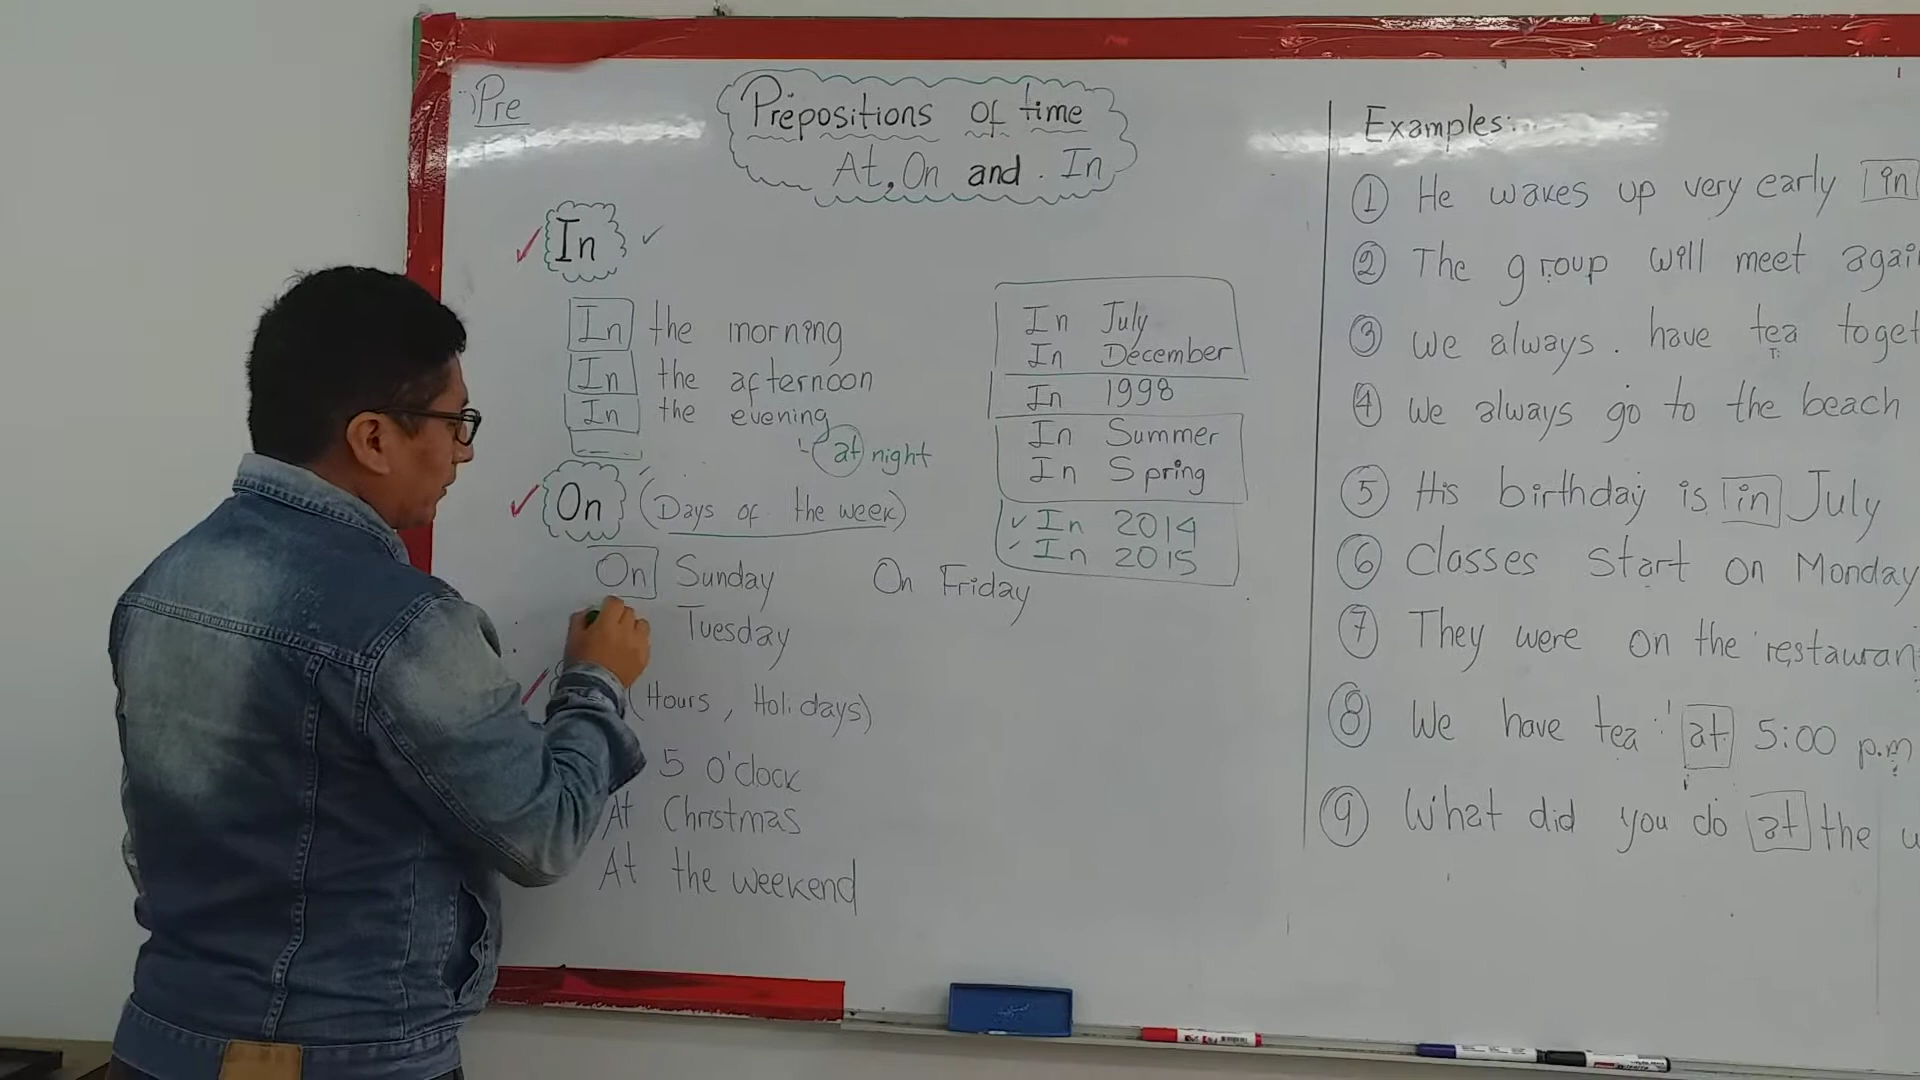 Pre
Prepositions of time
At, On and . In
In
In the morning
In the afternoon
In the evening
at night
On (Days of the week)
On Sunday
On Friday
Tuesday
(Hours, Holidays)
5 o'clock
At Christmas
At the weekend
In July
In December
In 1998
In Summer
In Spring
In 2014
In 2015
Examples:
1 He wakes up very early in
2 The group will meet again
3 We always . have tea toget
4 We always go to the beach
5 His birthday is in July
6 Classes start on Monday
7 They were on the restauran
8 We have tea at 5:00 p.m
9 What did you do at the w